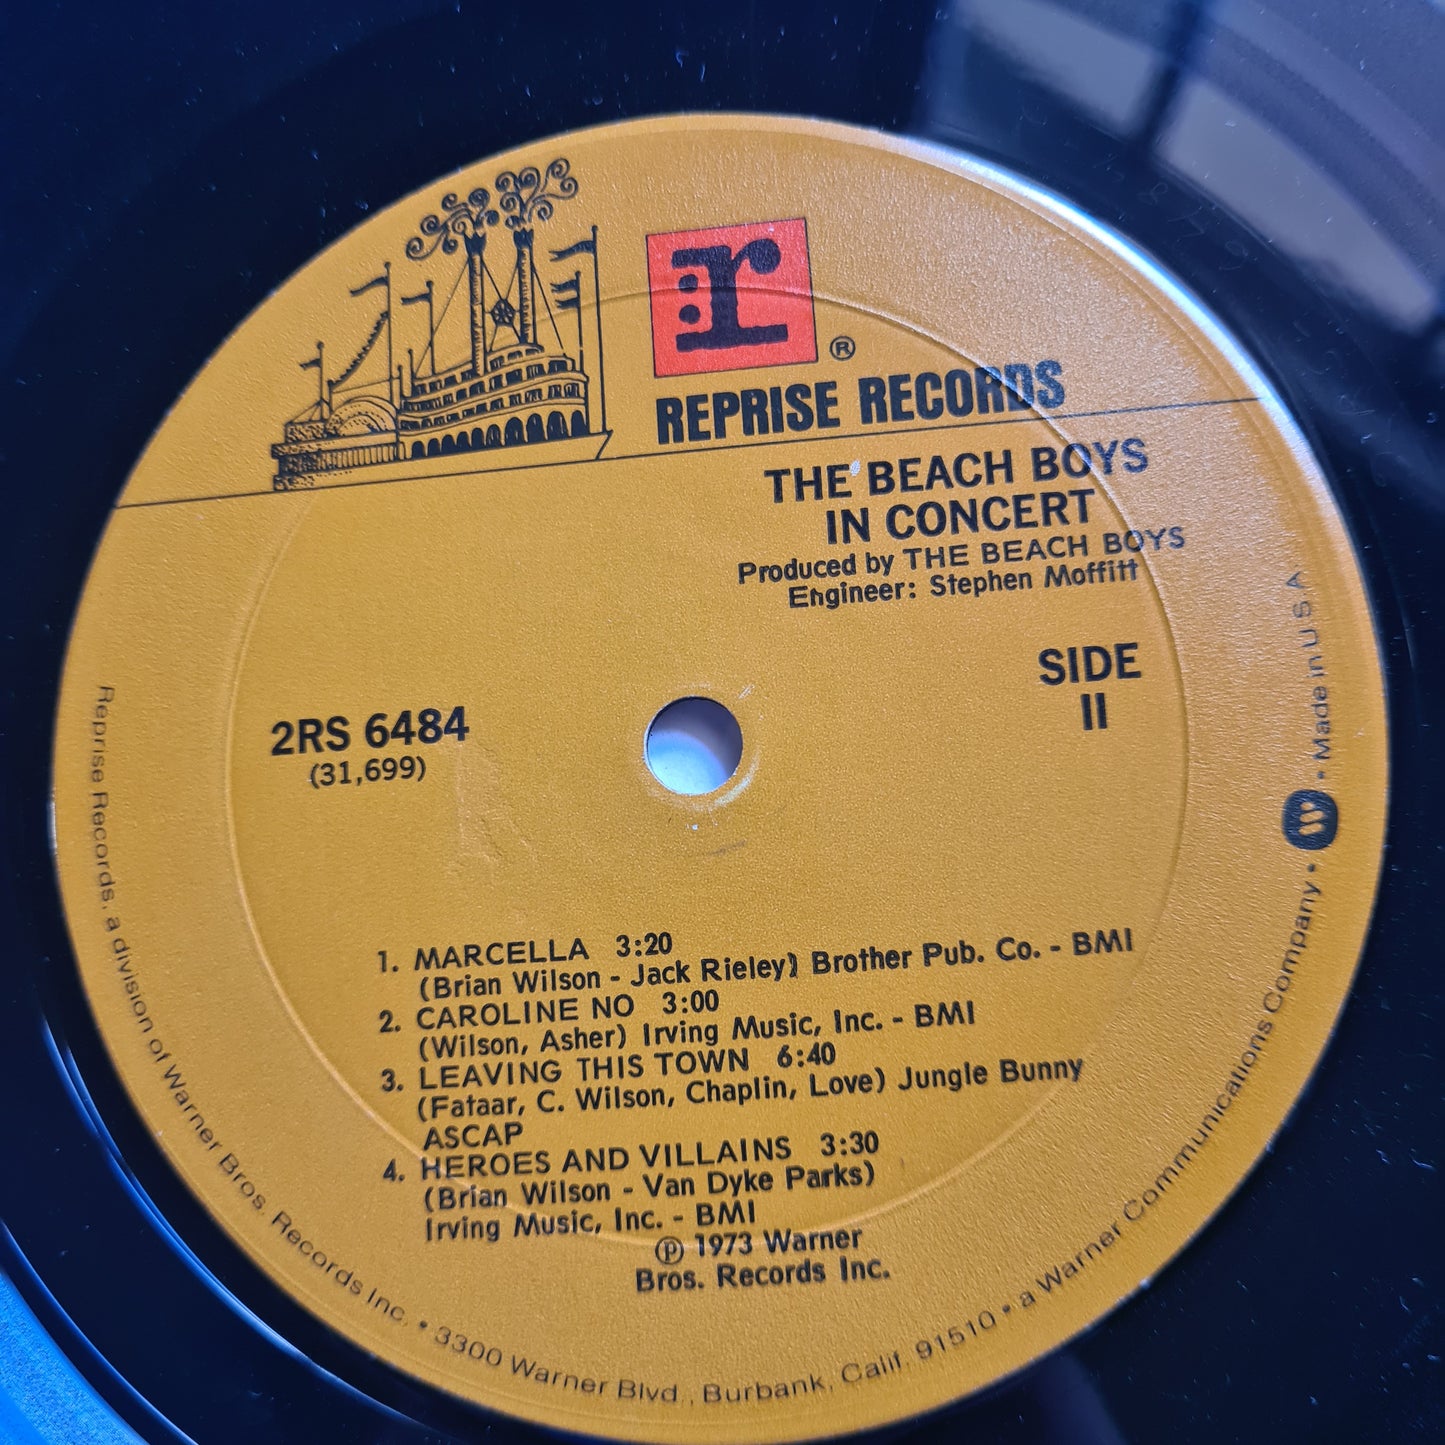 r ®
REPRISE RECORDS
THE BEACH BOYS
IN CONCERT
Produced by THE BEACH BOYS
Engineer: Stephen Moffitt
SIDE
II
2RS 6484
(31,699)
1. MARCELLA 3:20
(Brian Wilson - Jack Rieley) Brother Pub. Co. - BMI
2. CAROLINE NO 3:00
(Wilson, Asher) Irving Music, Inc. - BMI
3. LEAVING THIS TOWN 6:40
(Fataar, C. Wilson, Chaplin, Love) Jungle Bunny
ASCAP
4. HEROES AND VILLAINS 3:30
(Brian Wilson - Van Dyke Parks)
Irving Music, Inc. - BMI
℗ 1973 Warner
Bros. Records Inc.
Reprise Records, a division of Warner Bros. Records Inc. • 3300 Warner Blvd., Burbank, Calif. 91510 • a Warner Communications Company • W • Made in U S A